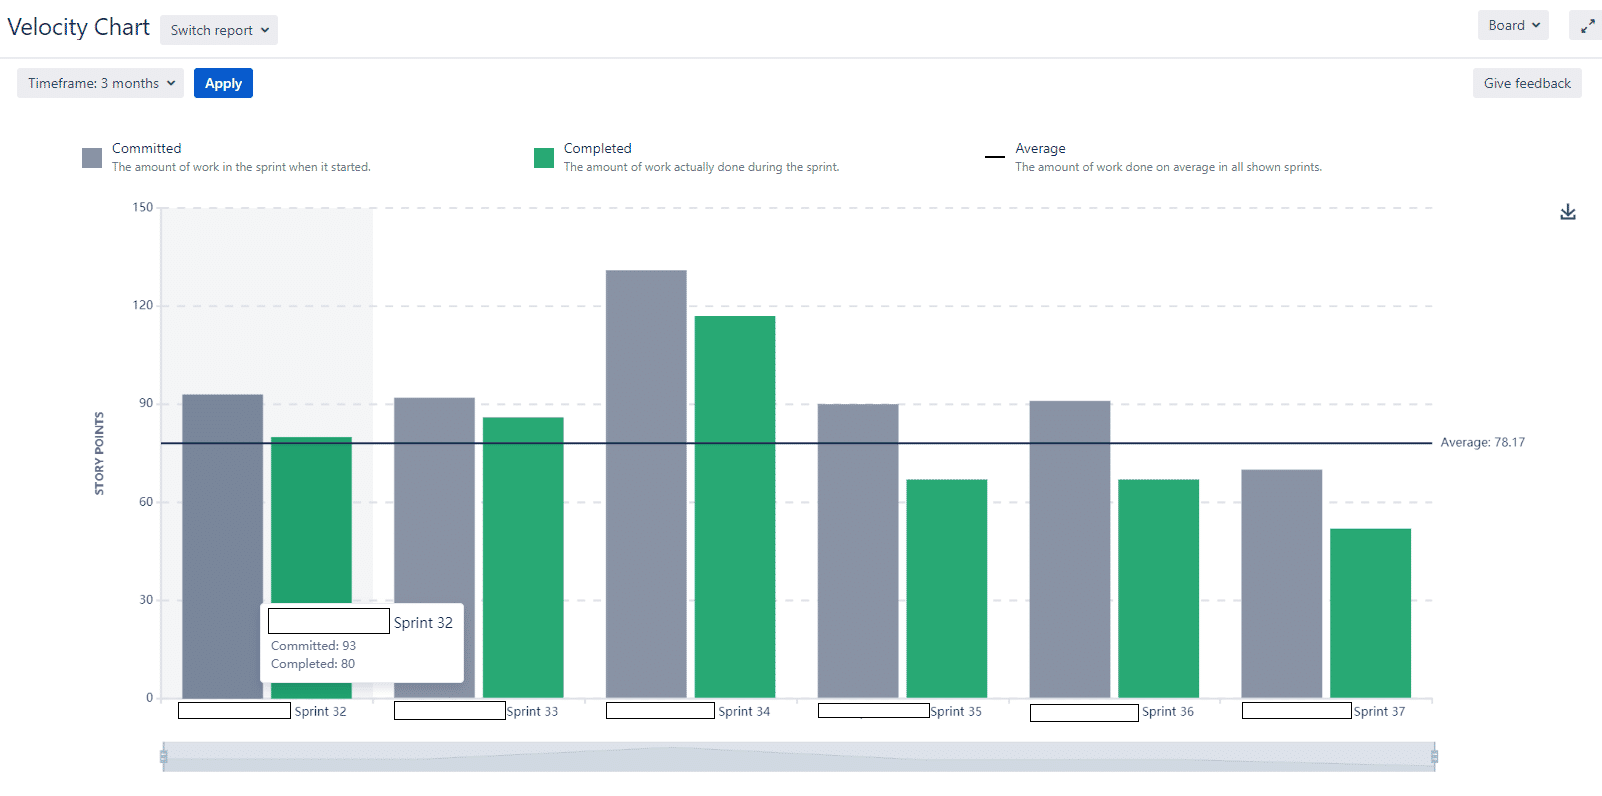 Velocity Chart
Switch report
Board
Timeframe: 3 months
Apply
Give feedback
Committed
The amount of work in the sprint when it started.
Completed
The amount of work actually done during the sprint.
Average
The amount of work done on average in all shown sprints.
150
120
90
60
30
0
STORY POINTS
Average: 78.17
Sprint 32
Committed: 93
Completed: 80
Sprint 32
Sprint 33
Sprint 34
Sprint 35
Sprint 36
Sprint 37